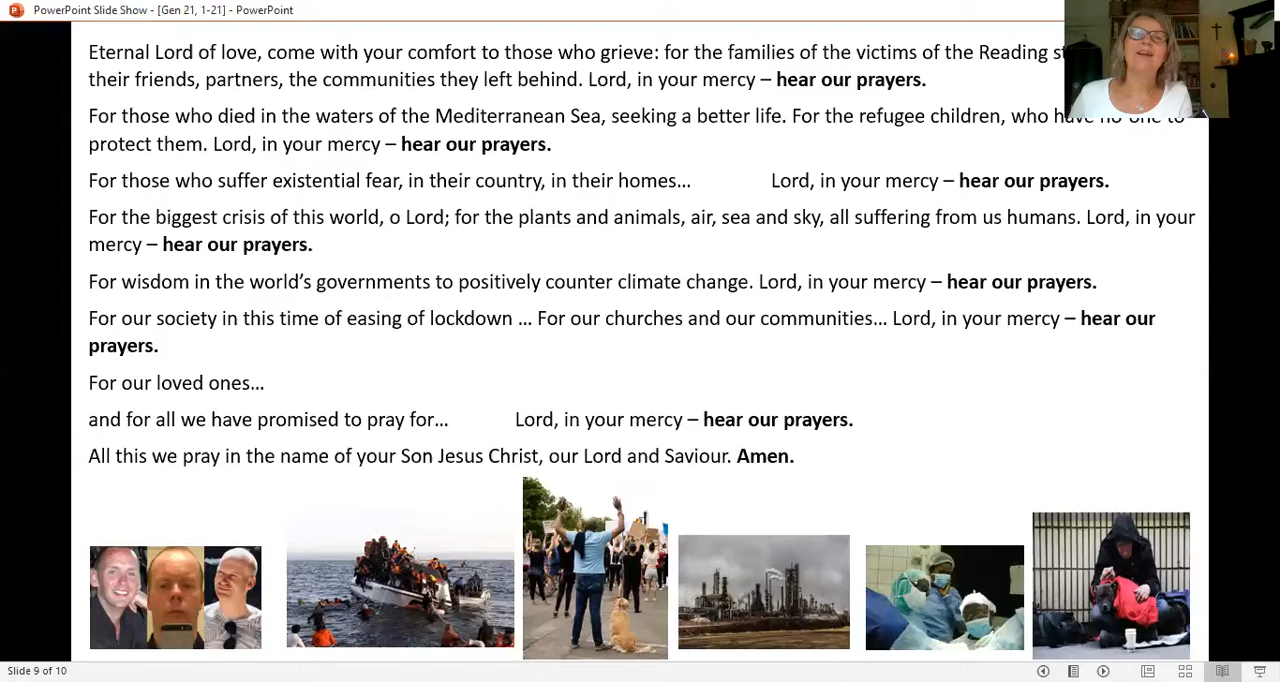 PowerPoint Slide Show - [Gen 21, 1-21] - PowerPoint
Eternal Lord of love, come with your comfort to those who grieve: for the families of the victims of the Reading
their friends, partners, the communities they left behind. Lord, in your mercy – hear our prayers.
For those who died in the waters of the Mediterranean Sea, seeking a better life. For the refugee children, who have no one to
protect them. Lord, in your mercy – hear our prayers.
For those who suffer existential fear, in their country, in their homes… Lord, in your mercy – hear our prayers.
For the biggest crisis of this world, o Lord; for the plants and animals, air, sea and sky, all suffering from us humans. Lord, in your
mercy – hear our prayers.
For wisdom in the world’s governments to positively counter climate change. Lord, in your mercy – hear our prayers.
For our society in this time of easing of lockdown … For our churches and our communities… Lord, in your mercy – hear our
prayers.
For our loved ones…
and for all we have promised to pray for… Lord, in your mercy – hear our prayers.
All this we pray in the name of your Son Jesus Christ, our Lord and Saviour. Amen.
Slide 9 of 10